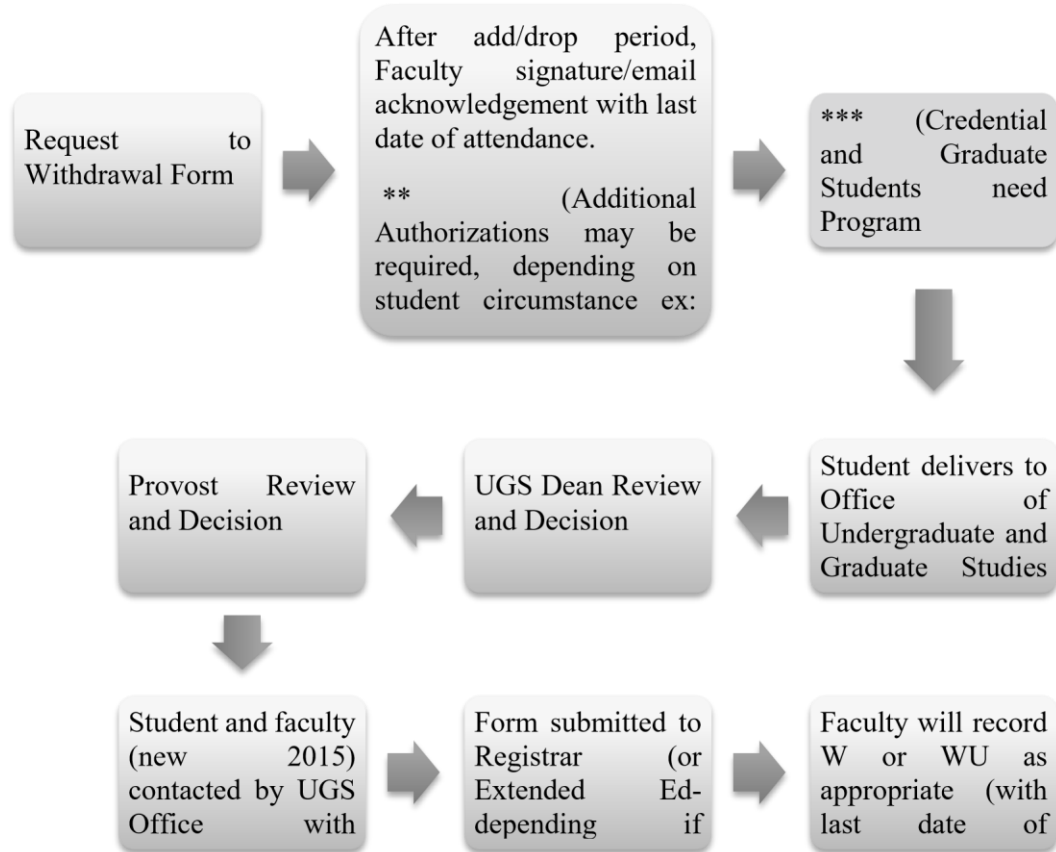 Request to
Withdrawal Form
After add/drop period,
Faculty signature/email
acknowledgement with last
date of attendance.
** (Additional
Authorizations may be
required, depending on
student circumstance ex:
*** (Credential
and Graduate
Students need
Program
Student delivers to
Office of
Undergraduate and
Graduate Studies
UGS Dean Review
and Decision
Provost Review
and Decision
Student and faculty
(new 2015)
contacted by UGS
Office with
Form submitted to
Registrar (or
Extended Ed-
depending if
Faculty will record
W or WU as
appropriate (with
last date of